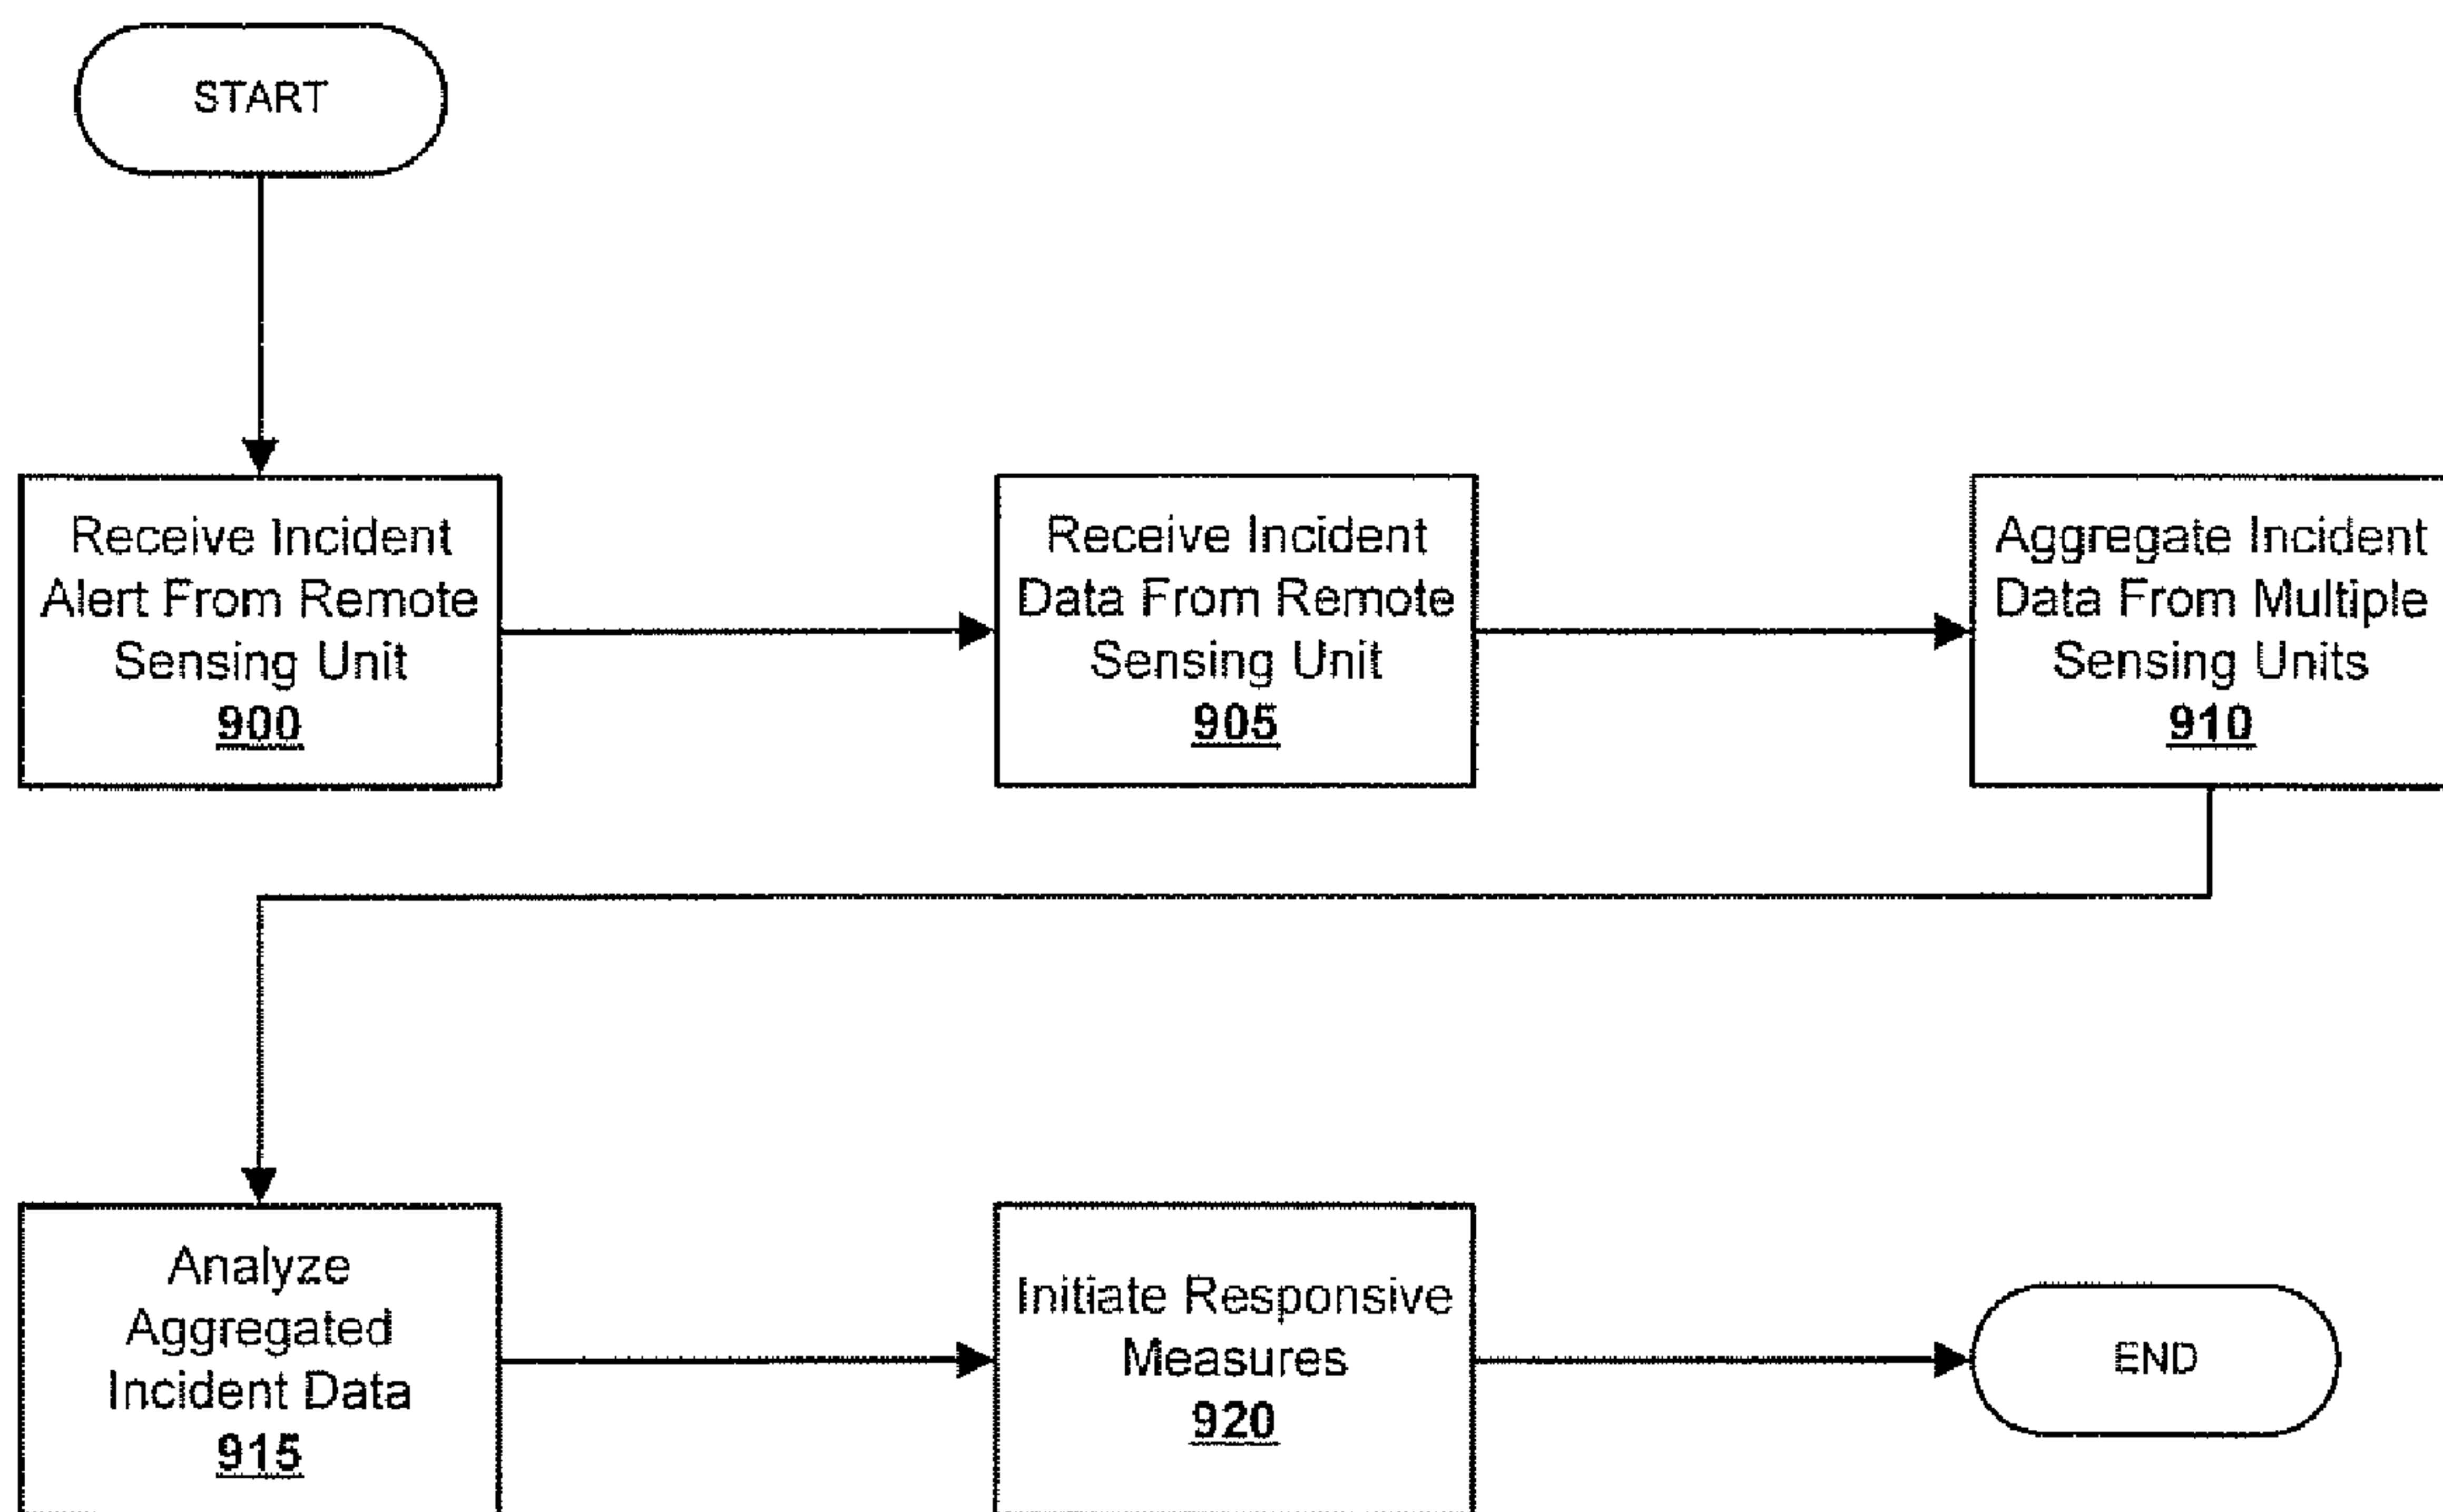 START
Receive Incident
Alert From Remote
Sensing Unit
900
Receive Incident
Data From Remote
Sensing Unit
905
Aggregate Incident
Data From Multiple
Sensing Units
910
Analyze
Aggregated
Incident Data
915
Initiate Responsive
Measures
920
END